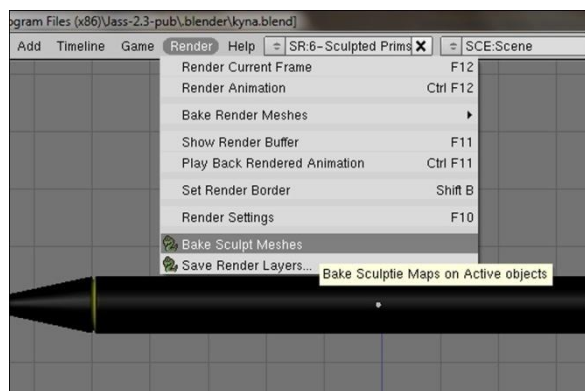 ogram Files (x86)\Jass-2.3-pub\.blender\kyna.blend]
Add Timeline Game Render Help SR:6-Sculpted Prims X SCE:Scene
Render Current Frame F12
Render Animation Ctrl F12
Bake Render Meshes
Show Render Buffer F11
Play Back Rendered Animation Ctrl F11
Set Render Border Shift B
Render Settings F10
Bake Sculpt Meshes
Save Render Layers...
Bake Sculptie Maps on Active objects